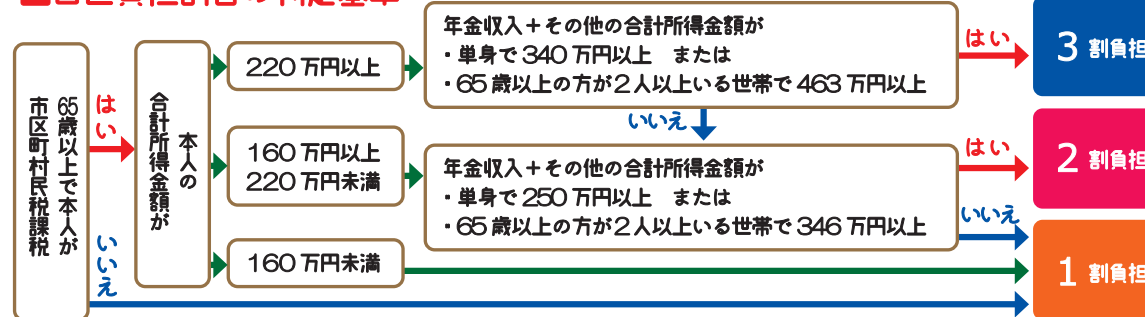 65歳以上で本人が
市区町村民税課税
はい
いいえ
本人の
合計所得金額が
220万円以上
160万円以上
220万円未満
160万円未満
年金収入＋その他の合計所得金額が
・単身で340万円以上　または
・65歳以上の方が2人以上いる世帯で463万円以上
はい
いいえ
年金収入＋その他の合計所得金額が
・単身で250万円以上　または
・65歳以上の方が2人以上いる世帯で346万円以上
はい
いいえ
3 割負担
2 割負担
1 割負担